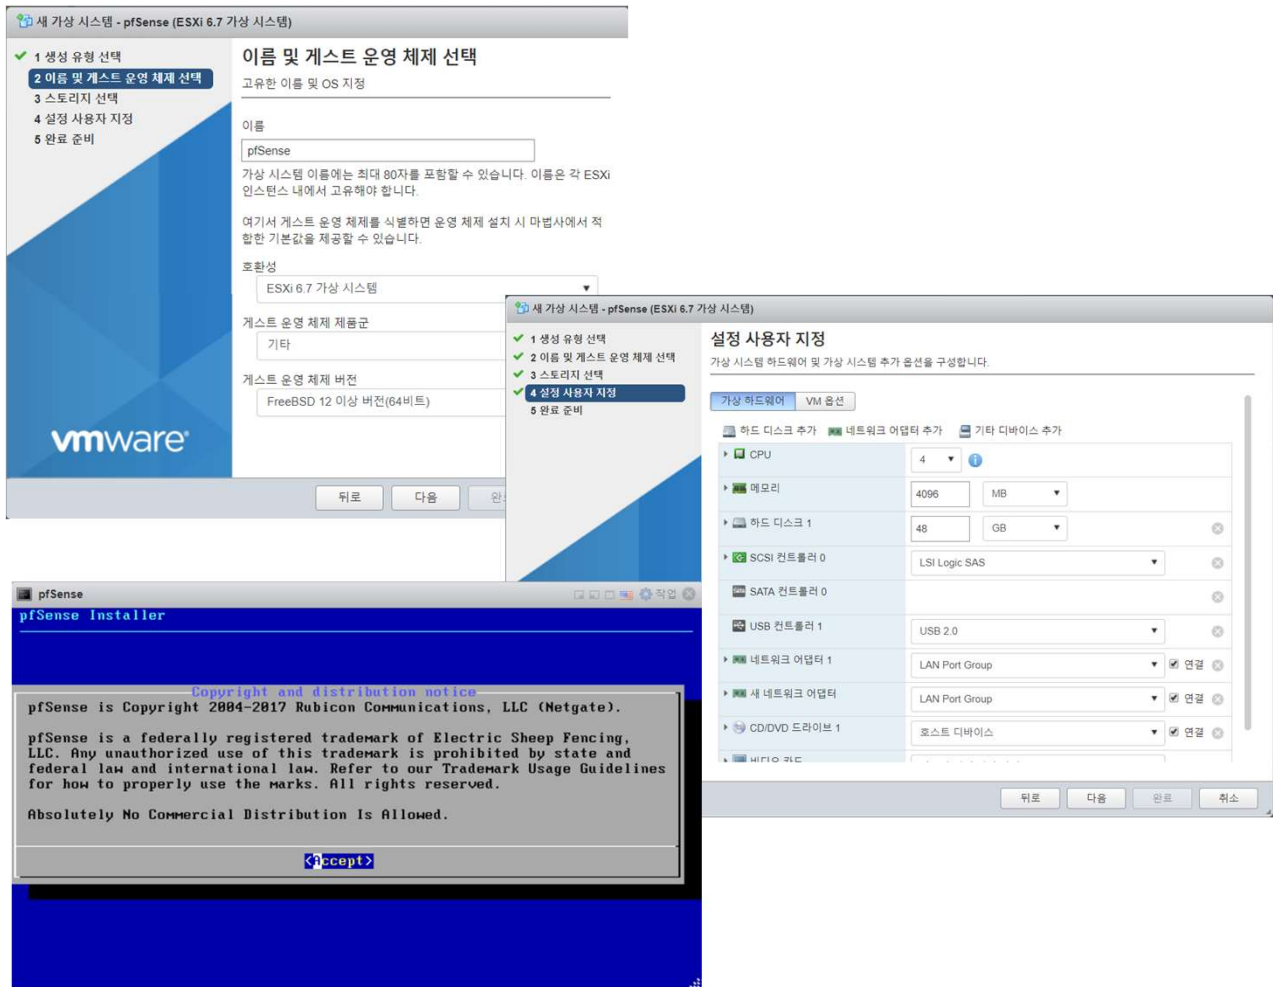 새 가상 시스템 - pfSense (ESXi 6.7 가상 시스템)
1 생성 유형 선택
2 이름 및 게스트 운영 체제 선택
3 스토리지 선택
4 설정 사용자 지정
5 완료 준비
vmware
이름 및 게스트 운영 체제 선택
고유한 이름 및 OS 지정
이름
pfSense
가상 시스템 이름에는 최대 80자를 포함할 수 있습니다. 이름은 각 ESXi
인스턴스 내에서 고유해야 합니다.
여기서 게스트 운영 체제를 식별하면 운영 체제 설치 시 마법사에서 적
합한 기본값을 제공할 수 있습니다.
호환성
ESXi 6.7 가상 시스템
게스트 운영 체제 제품군
기타
게스트 운영 체제 버전
FreeBSD 12 이상 버전(64비트)
뒤로 다음
새 가상 시스템 - pfSense (ESXi 6.7 가상 시스템)
1 생성 유형 선택
2 이름 및 게스트 운영 체제 선택
3 스토리지 선택
4 설정 사용자 지정
5 완료 준비
설정 사용자 지정
가상 시스템 하드웨어 및 가상 시스템 추가 옵션을 구성합니다.
가상 하드웨어 VM 옵션
하드 디스크 추가 네트워크 어댑터 추가 기타 디바이스 추가
CPU 4
메모리 4096 MB
하드 디스크 1 48 GB
SCSI 컨트롤러 0 LSI Logic SAS
SATA 컨트롤러 0
USB 컨트롤러 1 USB 2.0
네트워크 어댑터 1 LAN Port Group 연결
새 네트워크 어댑터 LAN Port Group 연결
CD/DVD 드라이브 1 호스트 디바이스 연결
뒤로 다음 완료 취소
pfSense 작업
pfSense Installer
Copyright and distribution notice
pfSense is Copyright 2004-2017 Rubicon Communications, LLC (Netgate).
pfSense is a federally registered trademark of Electric Sheep Fencing,
LLC. Any unauthorized use of this trademark is prohibited by state and
federal law and international law. Refer to our Trademark Usage Guidelines
for how to properly use the marks. All rights reserved.
Absolutely No Commercial Distribution Is Allowed.
<Accept>